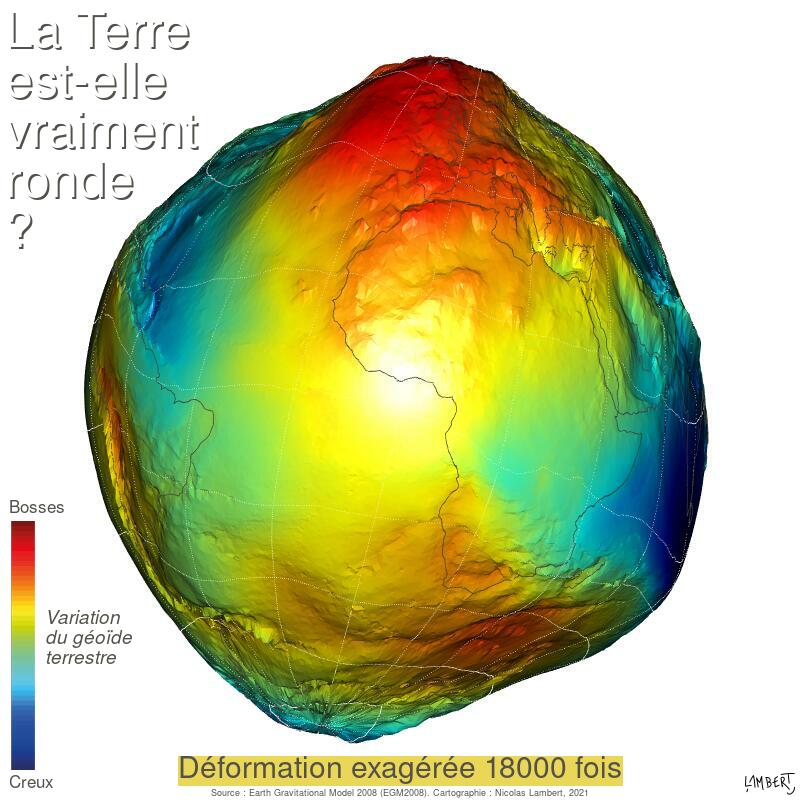 La Terre
est-elle
vraiment
ronde
?
Bosses
Variation
du géoïde
terrestre
Creux
Déformation exagérée 18000 fois
Source : Earth Gravitational Model 2008 (EGM2008). Cartographie : Nicolas Lambert, 2021
LAMBERT